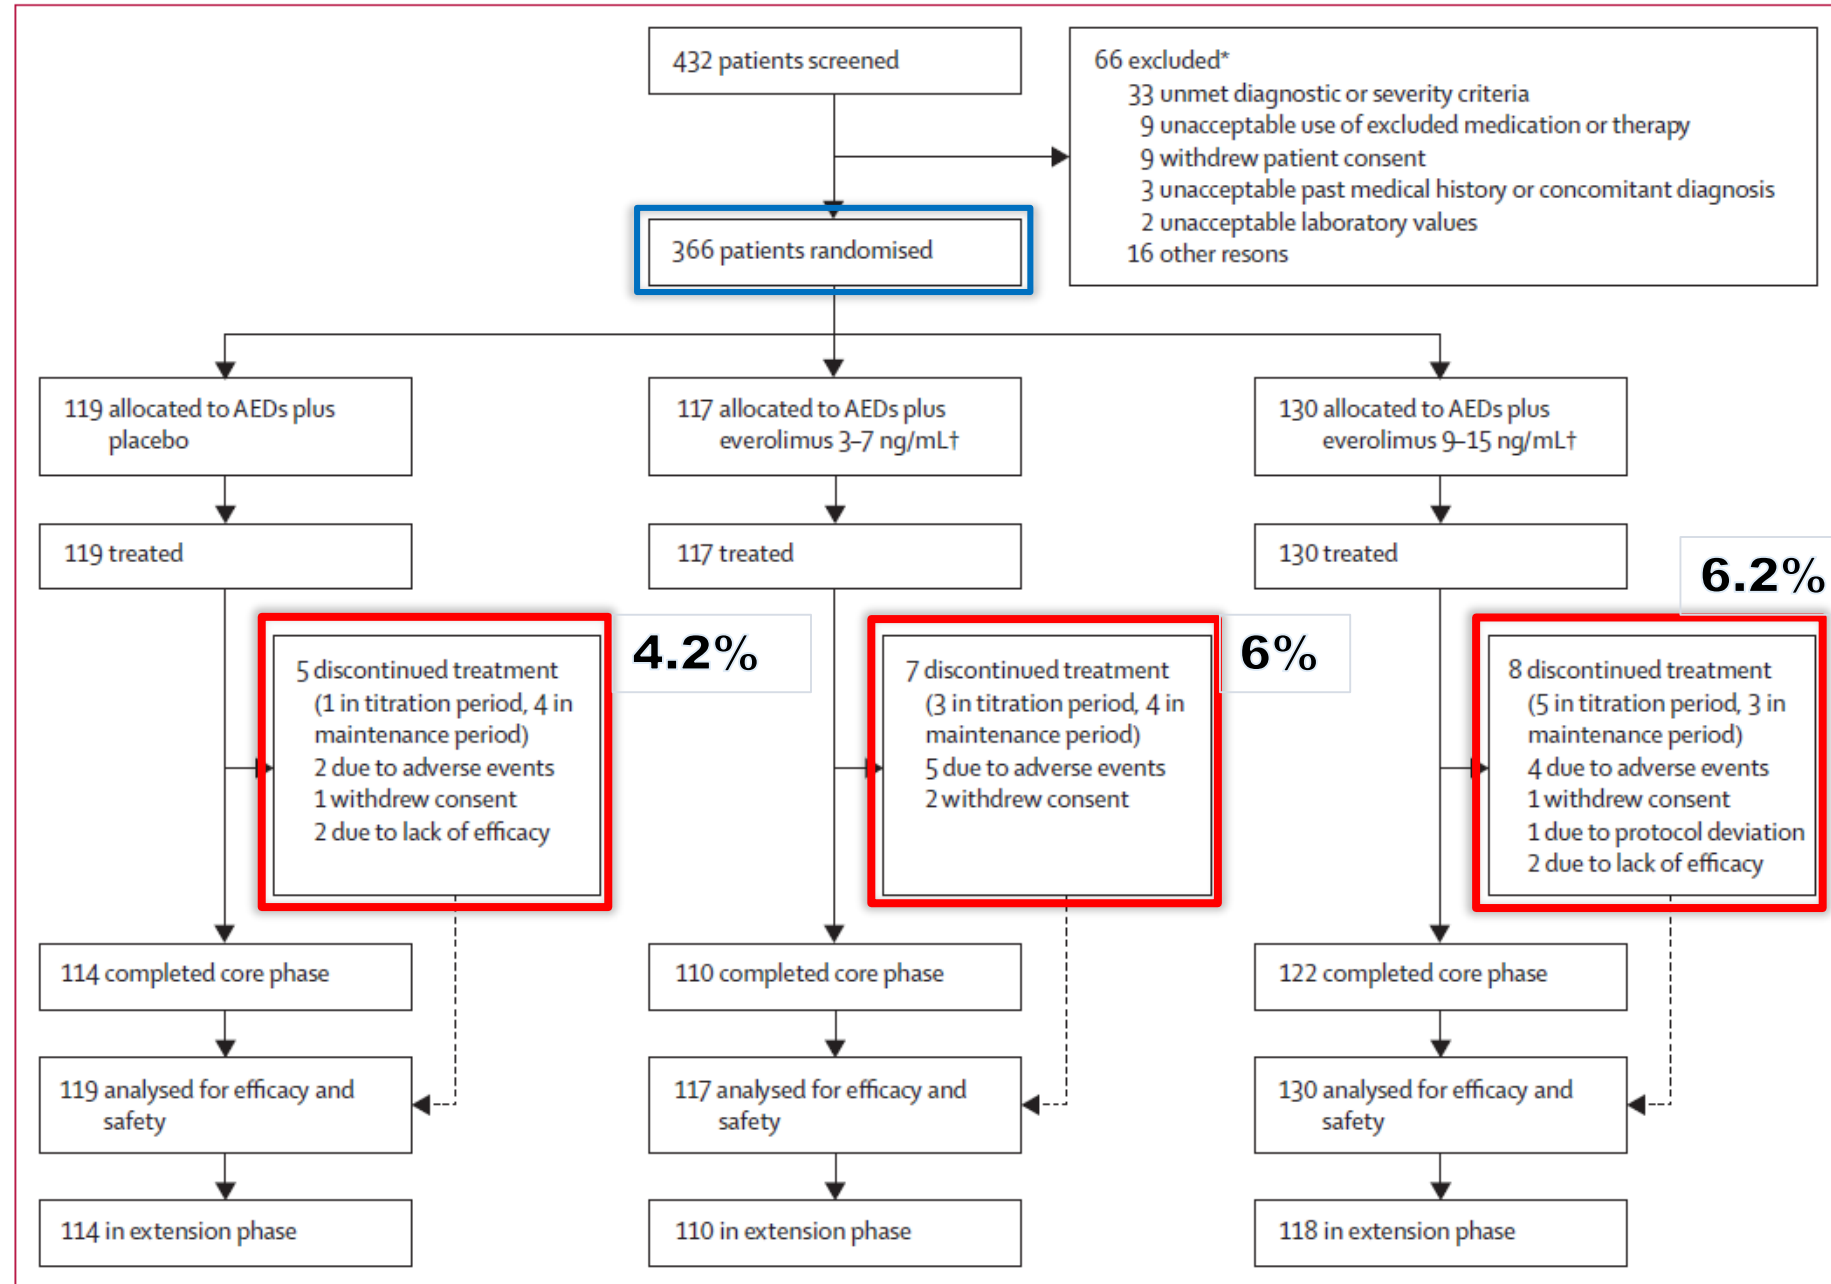 432 patients screened
66 excluded*
33 unmet diagnostic or severity criteria
9 unacceptable use of excluded medication or therapy
9 withdrew patient consent
3 unacceptable past medical history or concomitant diagnosis
2 unacceptable laboratory values
16 other resons
366 patients randomised
119 allocated to AEDs plus
placebo
117 allocated to AEDs plus
everolimus 3–7 ng/mL†
130 allocated to AEDs plus
everolimus 9–15 ng/mL†
119 treated
117 treated
130 treated
5 discontinued treatment
(1 in titration period, 4 in
maintenance period)
2 due to adverse events
1 withdrew consent
2 due to lack of efficacy
4.2%
7 discontinued treatment
(3 in titration period, 4 in
maintenance period)
5 due to adverse events
2 withdrew consent
6%
8 discontinued treatment
(5 in titration period, 3 in
maintenance period)
4 due to adverse events
1 withdrew consent
1 due to protocol deviation
2 due to lack of efficacy
6.2%
114 completed core phase
110 completed core phase
122 completed core phase
119 analysed for efficacy and
safety
117 analysed for efficacy and
safety
130 analysed for efficacy and
safety
114 in extension phase
110 in extension phase
118 in extension phase